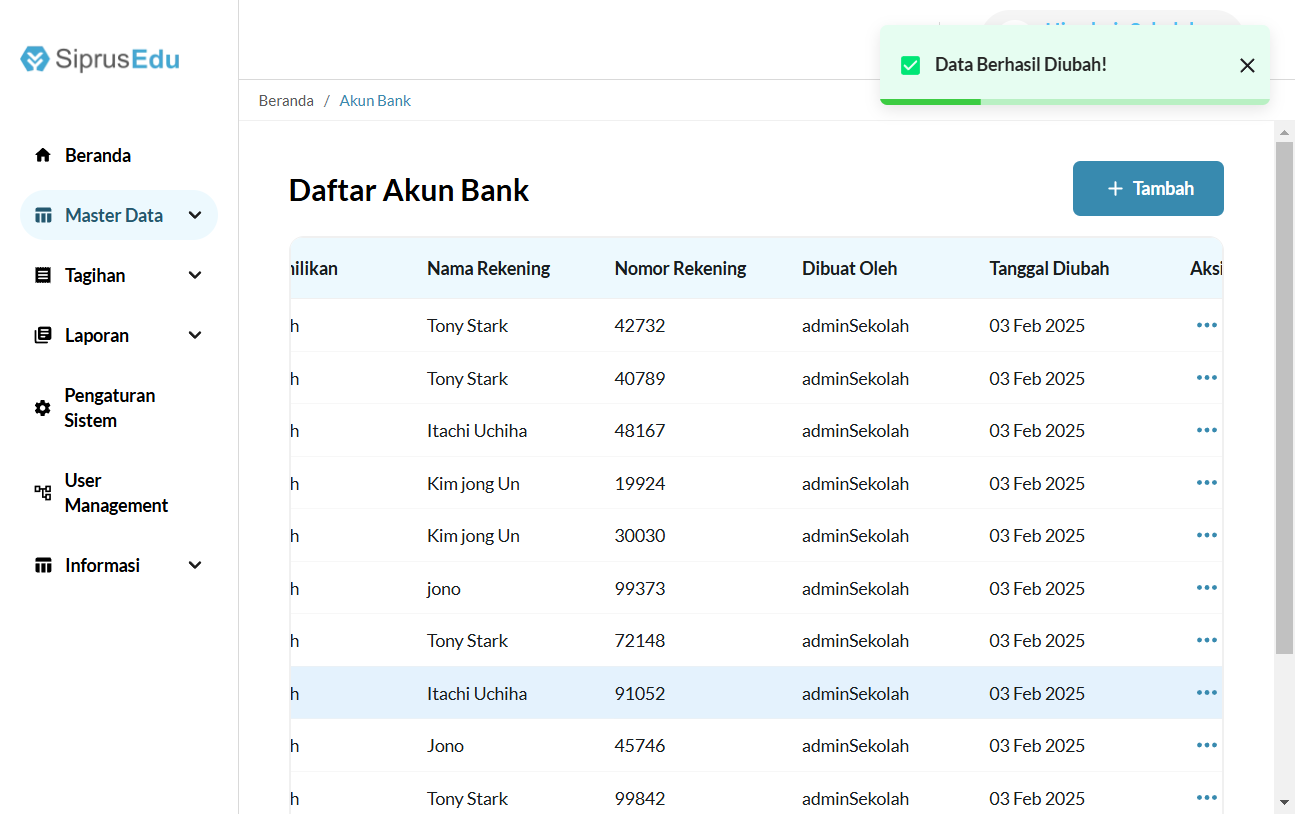 SiprusEdu
Data Berhasil Diubah!
Beranda / Akun Bank
Beranda
Master Data
Tagihan
Laporan
Pengaturan
Sistem
User
Management
Informasi
Daftar Akun Bank
+ Tambah
milikan Nama Rekening Nomor Rekening Dibuat Oleh Tanggal Diubah Aksi
h Tony Stark 42732 adminSekolah 03 Feb 2025
h Tony Stark 40789 adminSekolah 03 Feb 2025
h Itachi Uchiha 48167 adminSekolah 03 Feb 2025
h Kim jong Un 19924 adminSekolah 03 Feb 2025
h Kim jong Un 30030 adminSekolah 03 Feb 2025
h jono 99373 adminSekolah 03 Feb 2025
h Tony Stark 72148 adminSekolah 03 Feb 2025
h Itachi Uchiha 91052 adminSekolah 03 Feb 2025
h Jono 45746 adminSekolah 03 Feb 2025
h Tony Stark 99842 adminSekolah 03 Feb 2025